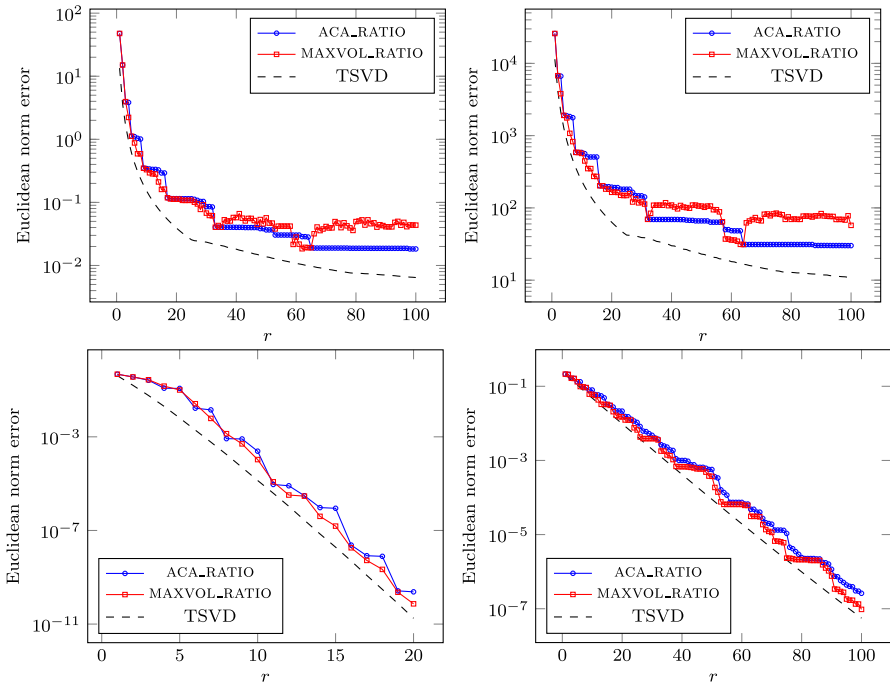 10^2
10^1
10^0
10^-1
10^-2
Euclidean norm error
0 20 40 60 80 100
r
ACA_RATIO
MAXVOL_RATIO
TSVD
10^4
10^3
10^2
10^1
Euclidean norm error
0 20 40 60 80 100
r
ACA_RATIO
MAXVOL_RATIO
TSVD
10^-3
10^-7
10^-11
Euclidean norm error
0 5 10 15 20
r
ACA_RATIO
MAXVOL_RATIO
TSVD
10^-1
10^-3
10^-5
10^-7
Euclidean norm error
0 20 40 60 80 100
r
ACA_RATIO
MAXVOL_RATIO
TSVD